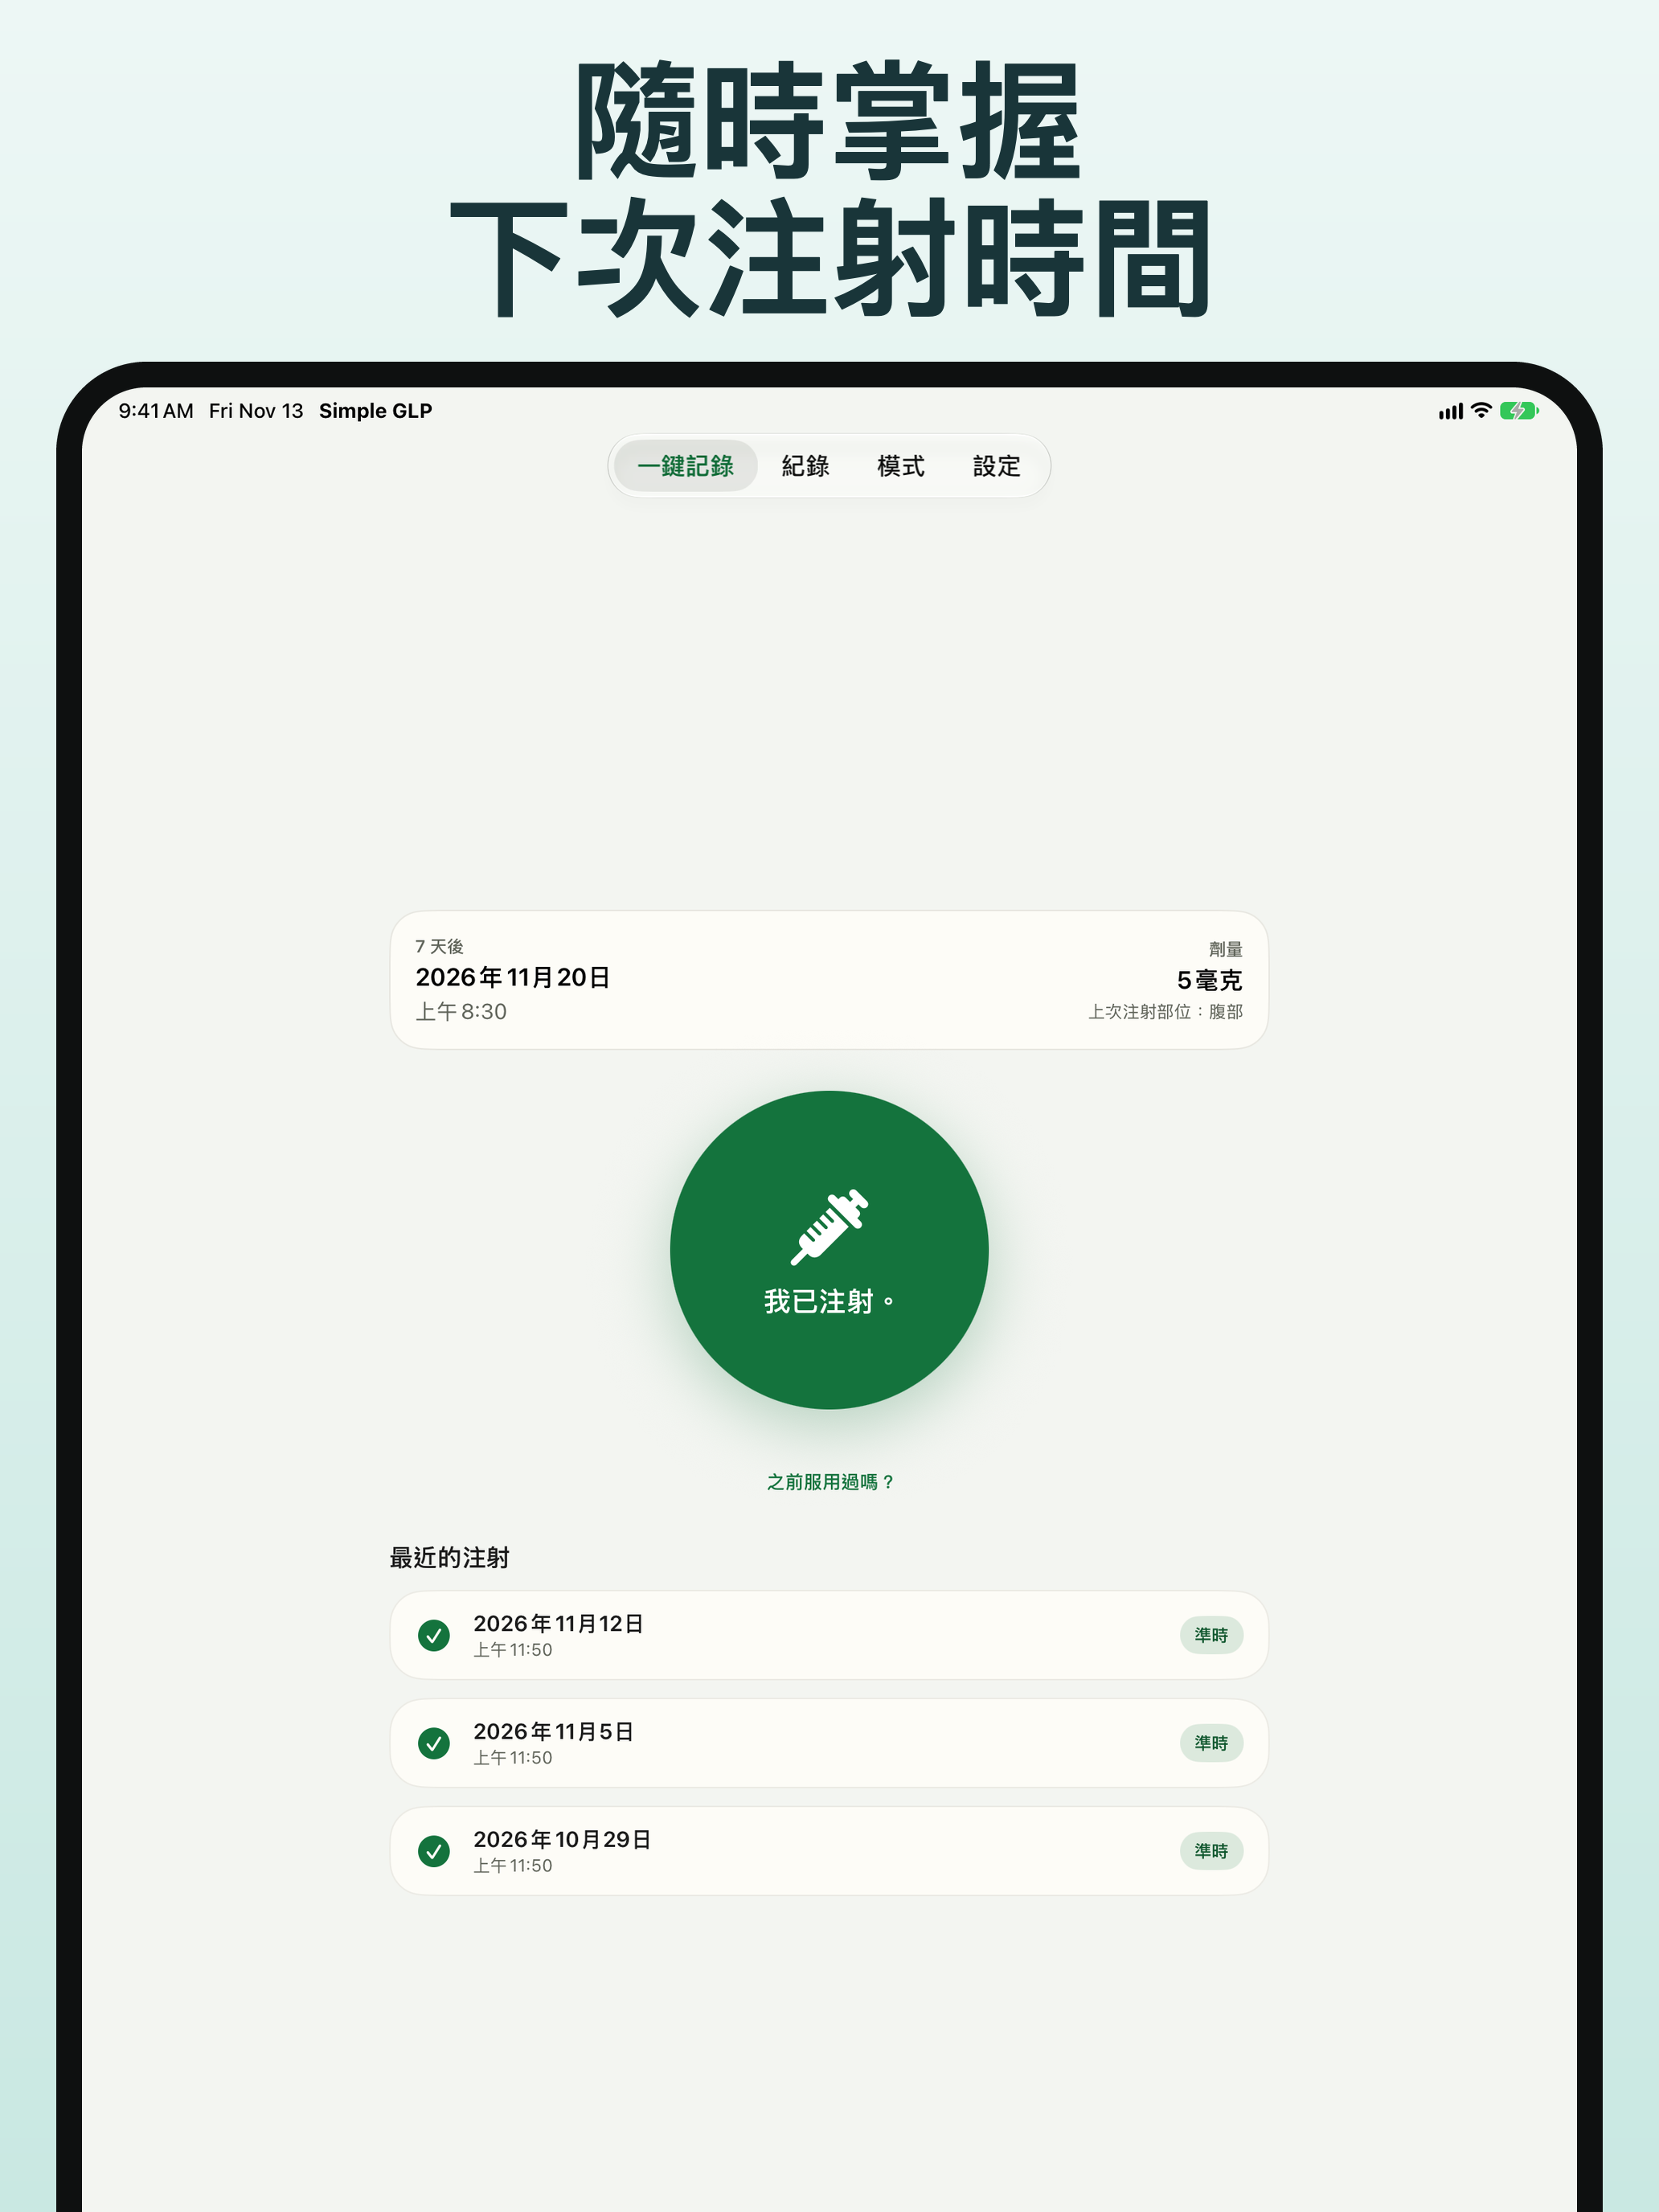 隨時掌握
下次注射時間
9:41 AM Fri Nov 13 Simple GLP
一鍵記錄 紀錄 模式 設定
7 天後
2026年11月20日
上午8:30
劑量
5毫克
上次注射部位：腹部
我已注射。
之前服用過嗎？
最近的注射
2026年11月12日
上午11:50
準時
2026年11月5日
上午11:50
準時
2026年10月29日
上午11:50
準時